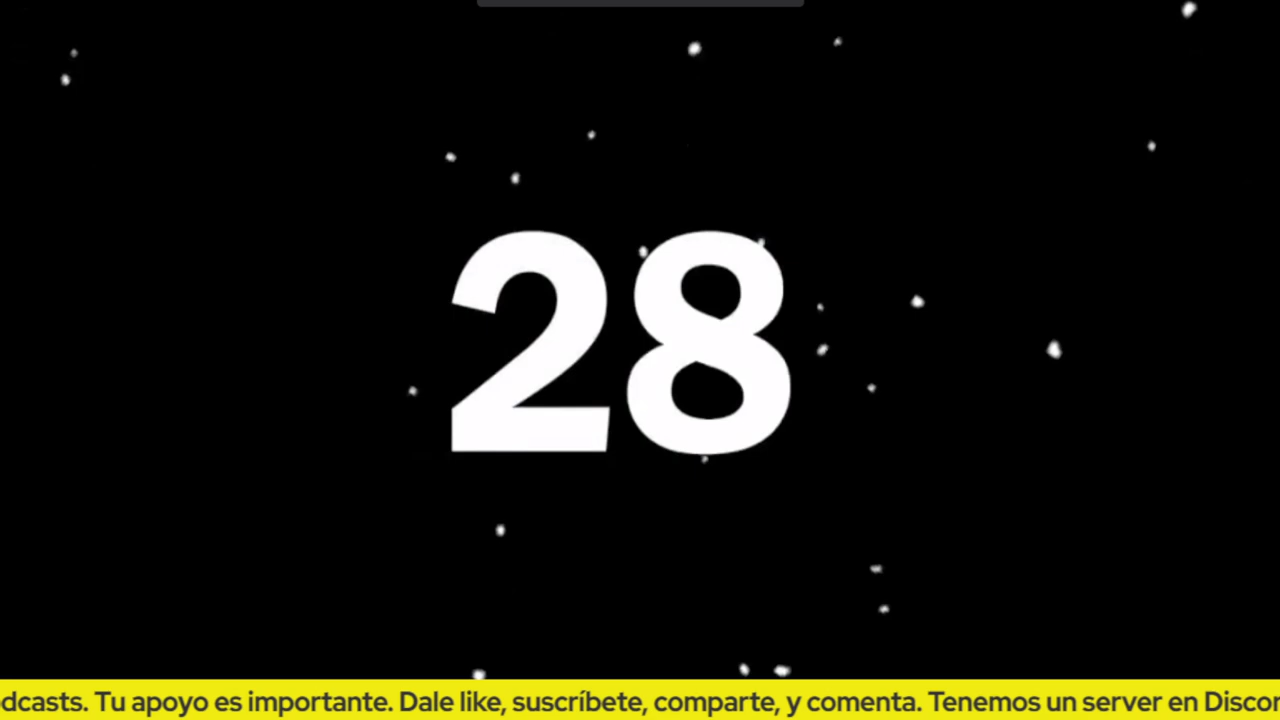 28
dcasts. Tu apoyo es importante. Dale like, suscríbete, comparte, y comenta. Tenemos un server en Discor